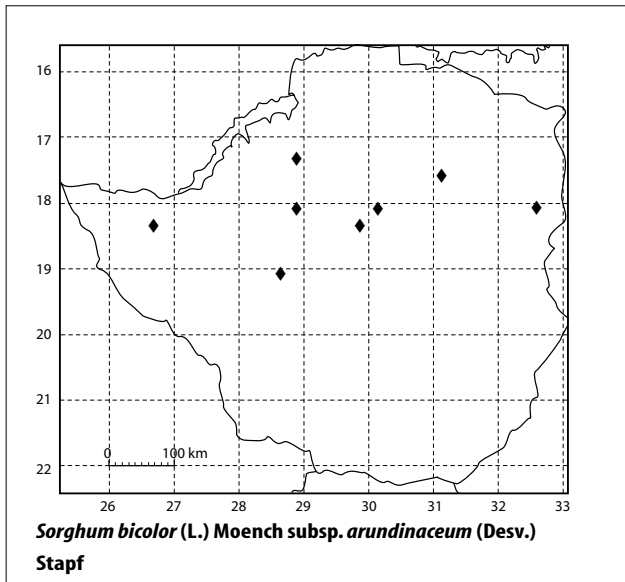 16
17
18
19
20
21
22
0 100 km
26 27 28 29 30 31 32 33
Sorghum bicolor (L.) Moench subsp. arundinaceum (Desv.)
Stapf